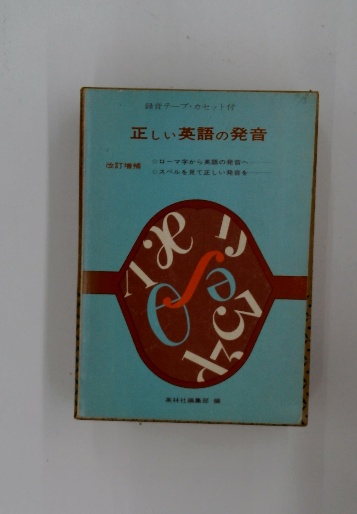 録音テープ・カセット付
正しい英語の発音
改訂増補
☆ローマ字から英語の発音へ――
☆スペルを見て正しい発音を――
英林社編集部 編